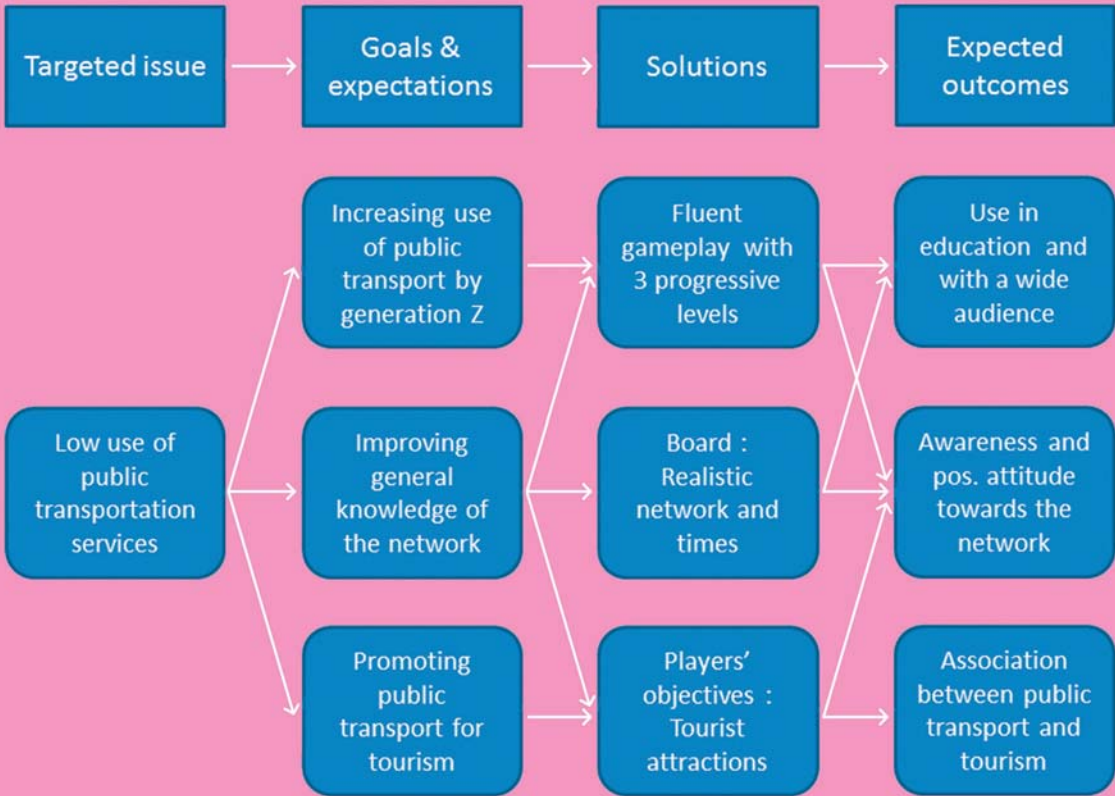 Targeted issue
Goals &
expectations
Solutions
Expected
outcomes
Increasing use
of public
transport by
generation Z
Fluent
gameplay with
3 progressive
levels
Use in
education and
with a wide
audience
Low use of
public
transportation
services
Improving
general
knowledge of
the network
Board :
Realistic
network and
times
Awareness and
pos. attitude
towards the
network
Promoting
public
transport for
tourism
Players'
objectives :
Tourist
attractions
Association
between public
transport and
tourism